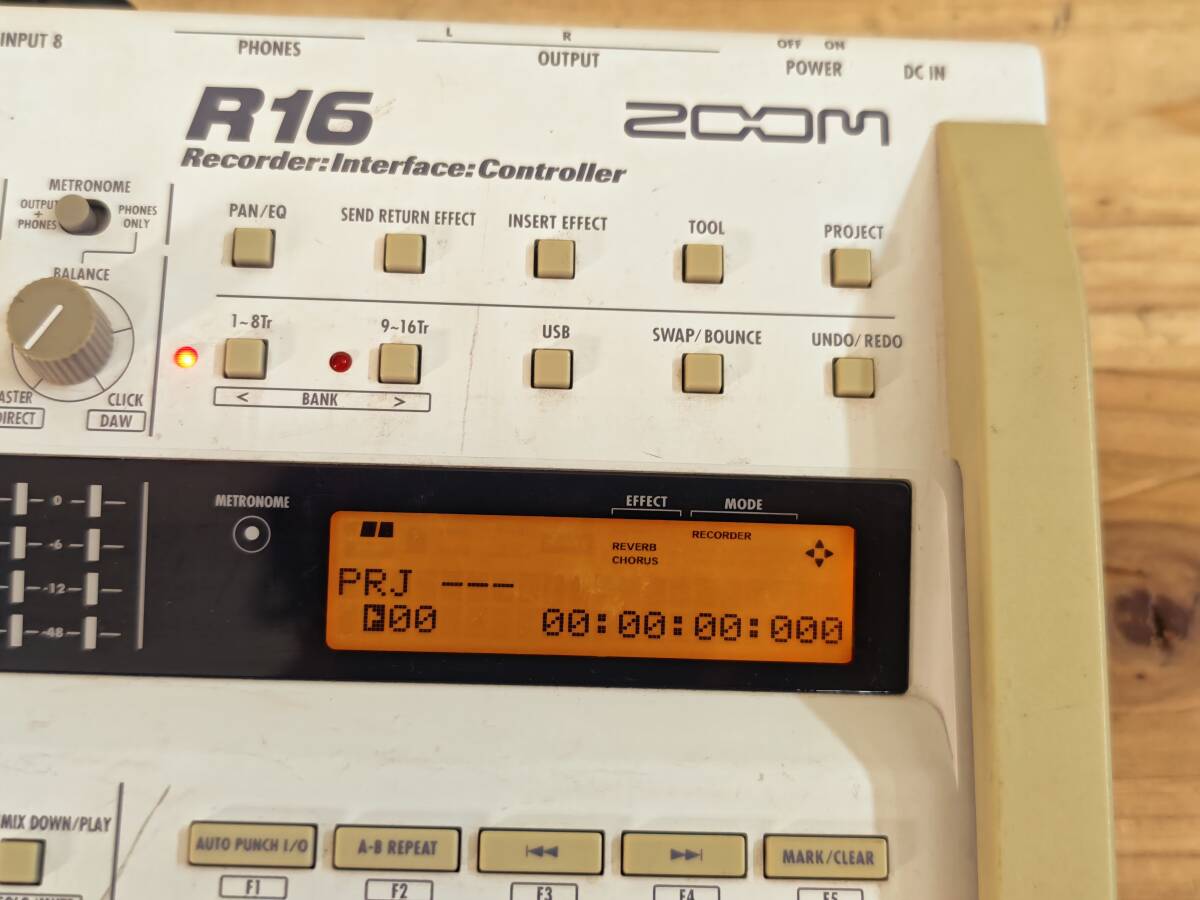 INPUT 8
PHONES
L
R
OUTPUT
OFF ON
POWER
DC IN
R16
ZOOM
Recorder:Interface:Controller
METRONOME
OUTPUT
+
PHONES
PHONES
ONLY
BALANCE
PAN/EQ
SEND RETURN EFFECT
INSERT EFFECT
TOOL
PROJECT
1~8Tr
9~16Tr
USB
SWAP/BOUNCE
UNDO/REDO
< BANK >
ASTER
DIRECT
CLICK
DAW
0
-6
-12
-48
METRONOME
EFFECT
MODE
RECORDER
REVERB
CHORUS
PRJ ---
00 00:00:00:000
MIX DOWN/PLAY
AUTO PUNCH I/O
A-B REPEAT
MARK/CLEAR
F1
F2
F3
F4
F5